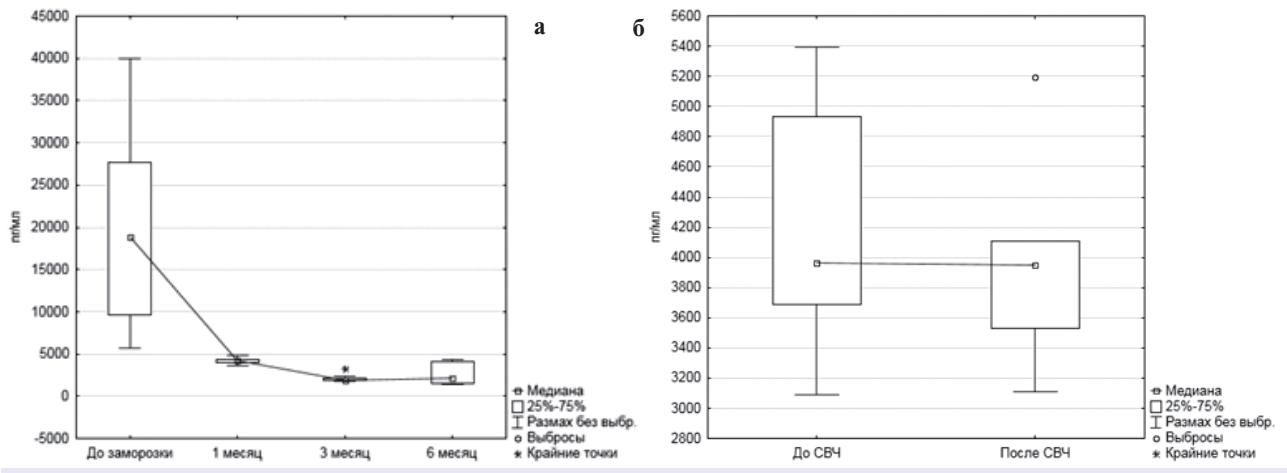 а
45000
40000
35000
30000
25000
20000
15000
10000
5000
0
-5000
пг/мл
До заморозки 1 месяц 3 месяц 6 месяц
Медиана
25%-75%
Размах без выбр.
Выбросы
Крайние точки
б
5600
5400
5200
5000
4800
4600
4400
4200
4000
3800
3600
3400
3200
3000
2800
пг/мл
До СВЧ После СВЧ
Медиана
25%-75%
Размах без выбр.
Выбросы
Крайние точки